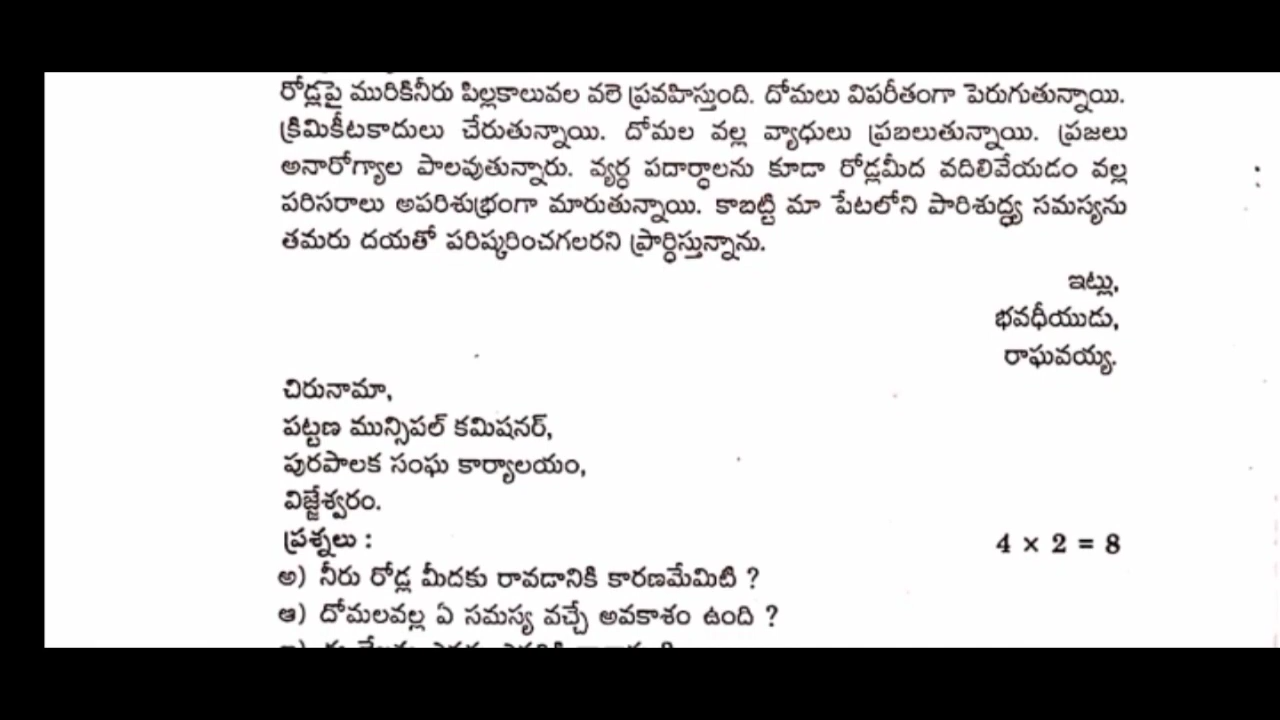 రోడ్లపై మురికినీరు పిల్లకాలువల వలె ప్రవహిస్తుంది. దోమలు విపరీతంగా పెరుగుతున్నాయి.
క్రిమికీటకాదులు చేరుతున్నాయి. దోమల వల్ల వ్యాధులు ప్రబలుతున్నాయి. ప్రజలు
అనారోగ్యాల పాలవుతున్నారు. వ్యర్థ పదార్థాలను కూడా రోడ్లమీద వదిలివేయడం వల్ల
పరిసరాలు అపరిశుభ్రంగా మారుతున్నాయి. కాబట్టి మా పేటలోని పారిశుద్ధ్య సమస్యను
తమరు దయతో పరిష్కరించగలరని ప్రార్థిస్తున్నాను.
ఇట్లు,
భవధీయుడు,
రాఘవయ్య.
చిరునామా,
పట్టణ మున్సిపల్ కమిషనర్,
పురపాలక సంఘ కార్యాలయం,
విజ్జేశ్వరం.
ప్రశ్నలు : 4 × 2 = 8
అ) నీరు రోడ్ల మీదకు రావడానికి కారణమేమిటి ?
ఆ) దోమలవల్ల ఏ సమస్య వచ్చే అవకాశం ఉంది ?